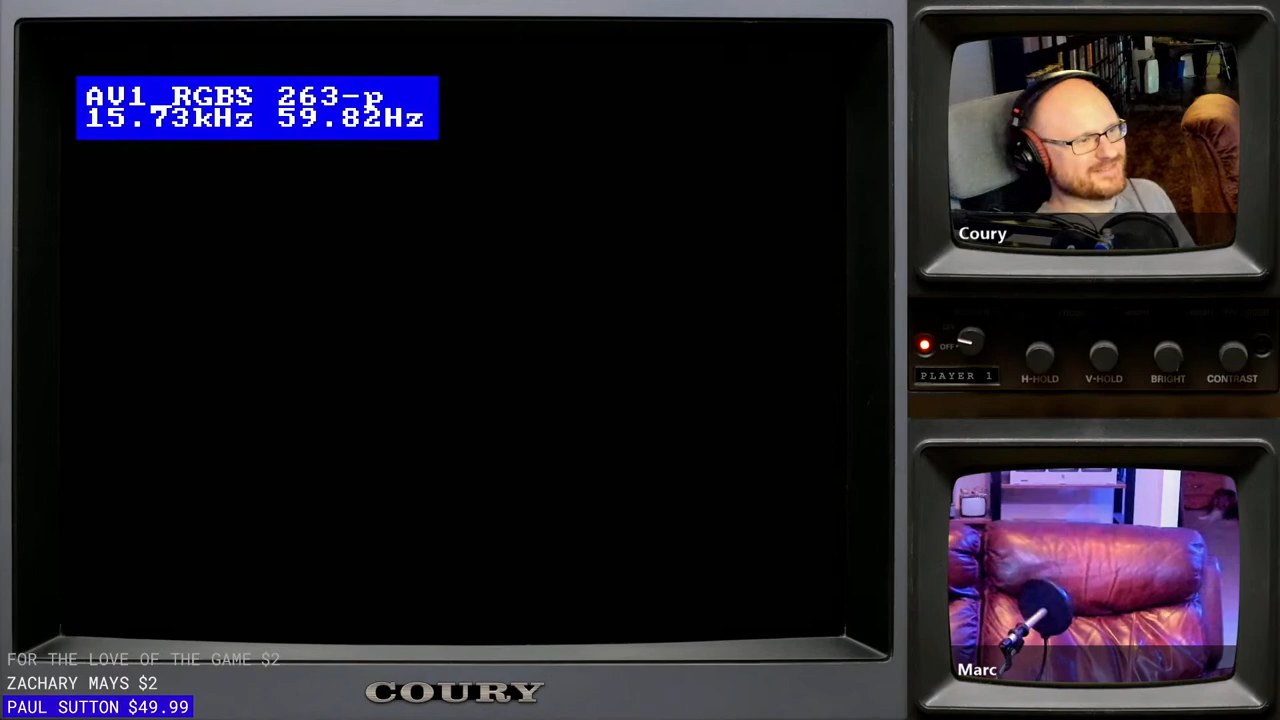 AV1 RGBS 263-p
15.73kHz 59.82Hz
Coury
OFF
PLAYER 1
H-HOLD
V-HOLD
BRIGHT
CONTRAST
Marc
FOR THE LOVE OF THE GAME $2
ZACHARY MAYS $2
PAUL SUTTON $49.99
COURY